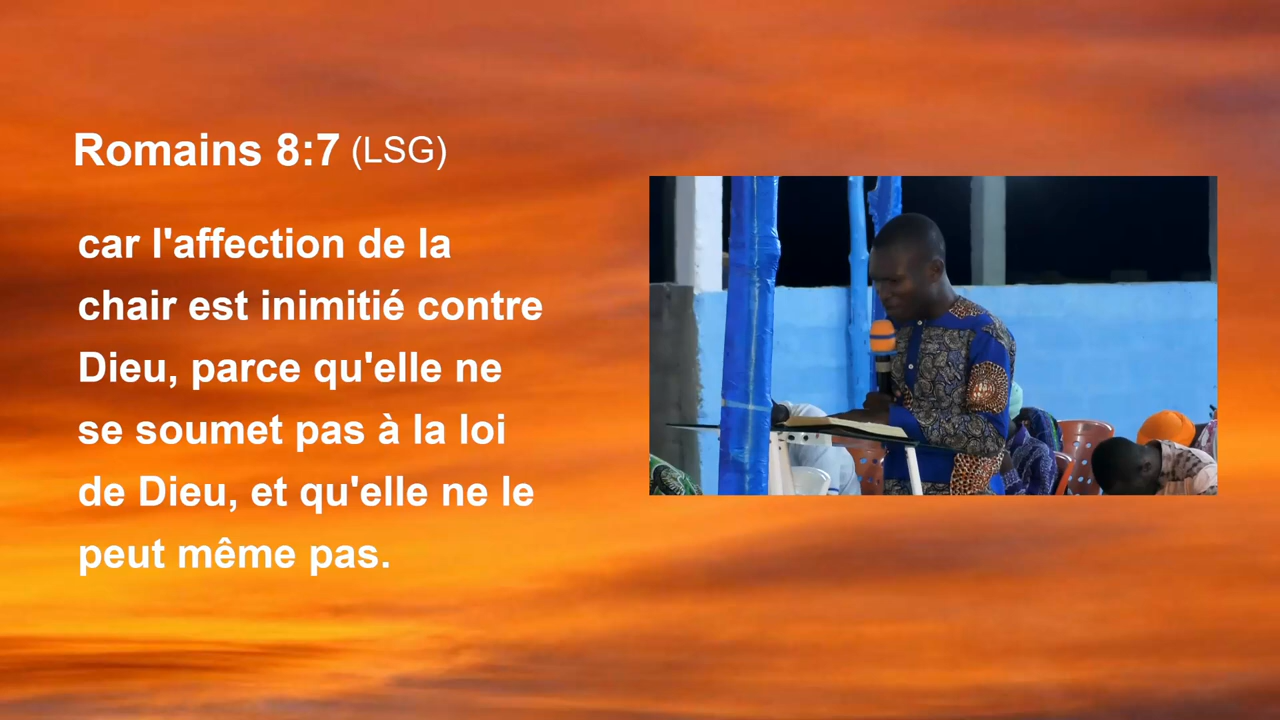 Romains 8:7 (LSG)
car l'affection de la
chair est inimitié contre
Dieu, parce qu'elle ne
se soumet pas à la loi
de Dieu, et qu'elle ne le
peut même pas.